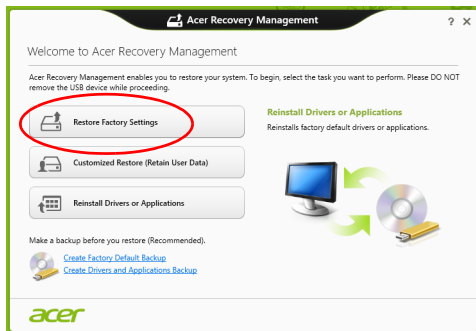 Acer Recovery Management
? X
Welcome to Acer Recovery Management
Acer Recovery Management enables you to restore your system. To begin, select the task you want to perform. Please DO NOT
remove the USB device while proceeding.
Restore Factory Settings
Customized Restore (Retain User Data)
Reinstall Drivers or Applications
Reinstall Drivers or Applications
Reinstalls factory default drivers or applications.
Make a backup before you restore (Recommended).
Create Factory Default Backup
Create Drivers and Applications Backup
acer